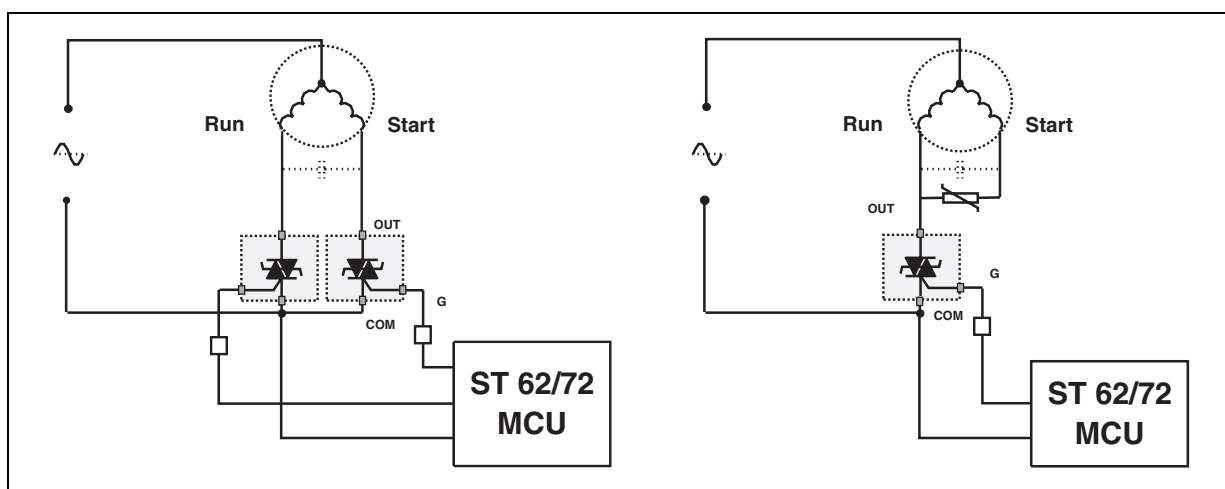 Run Start
OUT
G
COM
ST 62/72
MCU
Run Start
OUT
G
COM
ST 62/72
MCU